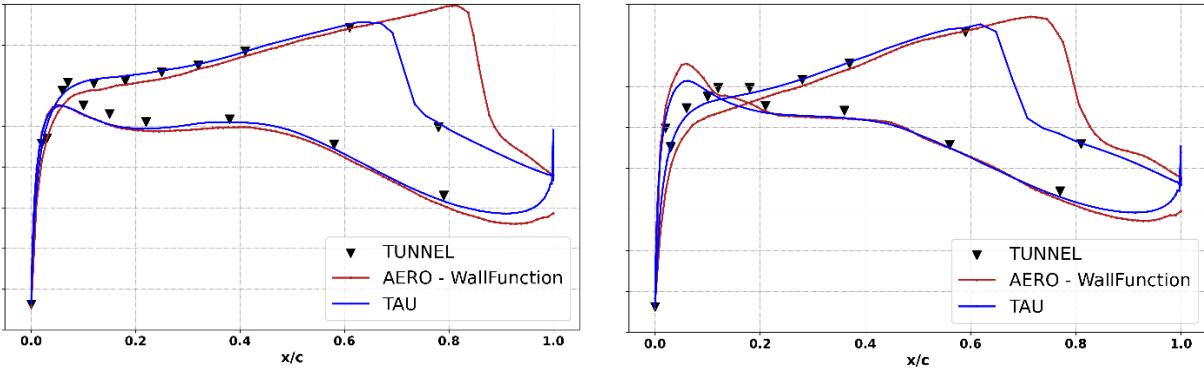 TUNNEL
AERO - WallFunction
TAU
0.0 0.2 0.4 0.6 0.8 1.0
x/c
TUNNEL
AERO - WallFunction
TAU
0.0 0.2 0.4 0.6 0.8 1.0
x/c